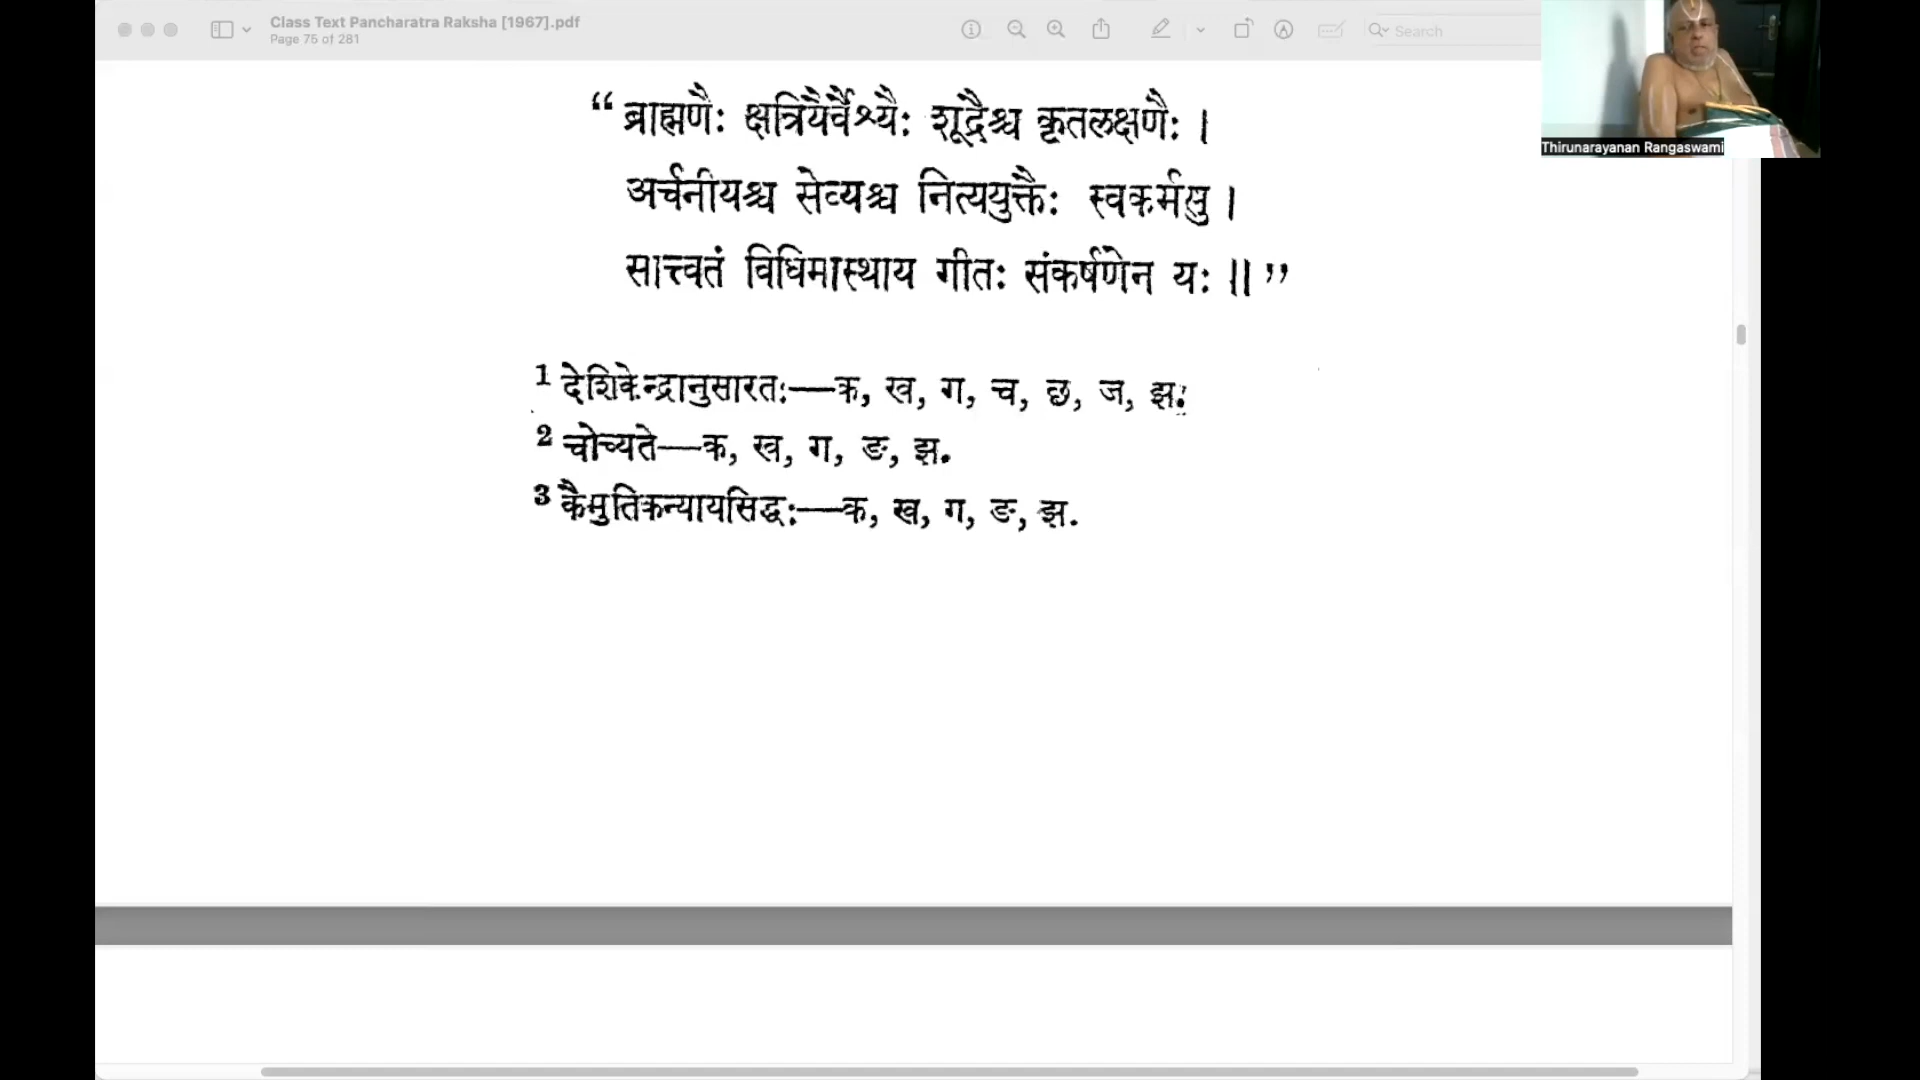 Class Text Pancharatra Raksha [1967].pdf
Page 75 of 281
Search
Thirunarayanan Rangaswami
“ ब्राह्मणैः क्षत्रियैर्वैश्यैः शूद्रैश्च कृतलक्षणैः ।
अर्चनीयश्च सेव्यश्च नित्ययुक्तैः स्वकर्मसु ।
सात्त्वतं विधिमास्थाय गीतः संकर्षणेन यः ॥ ”
1 देशिकेन्द्रानुसारतः—क, ख, ग, च, छ, ज, झ.
2 चोच्यते—क, ख, ग, ङ, झ.
3 कैमुतिकन्यायसिद्धः—क, ख, ग, ङ, झ.